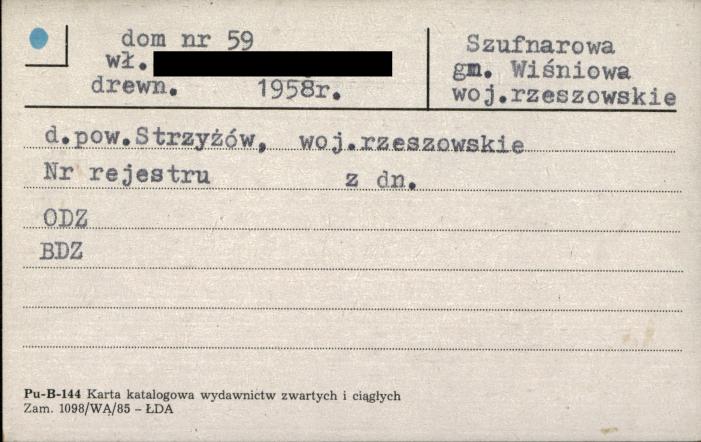 dom nr 59
wł.
drewn. 1958r.
Szufnarowa
gm. Wiśniowa
woj.rzeszowskie
d.pow.Strzyżów, woj.rzeszowskie
Nr rejestru z dn.
ODZ
BDZ
Pu-B-144 Karta katalogowa wydawnictw zwartych i ciągłych
Zam. 1098/WA/85 – ŁDA